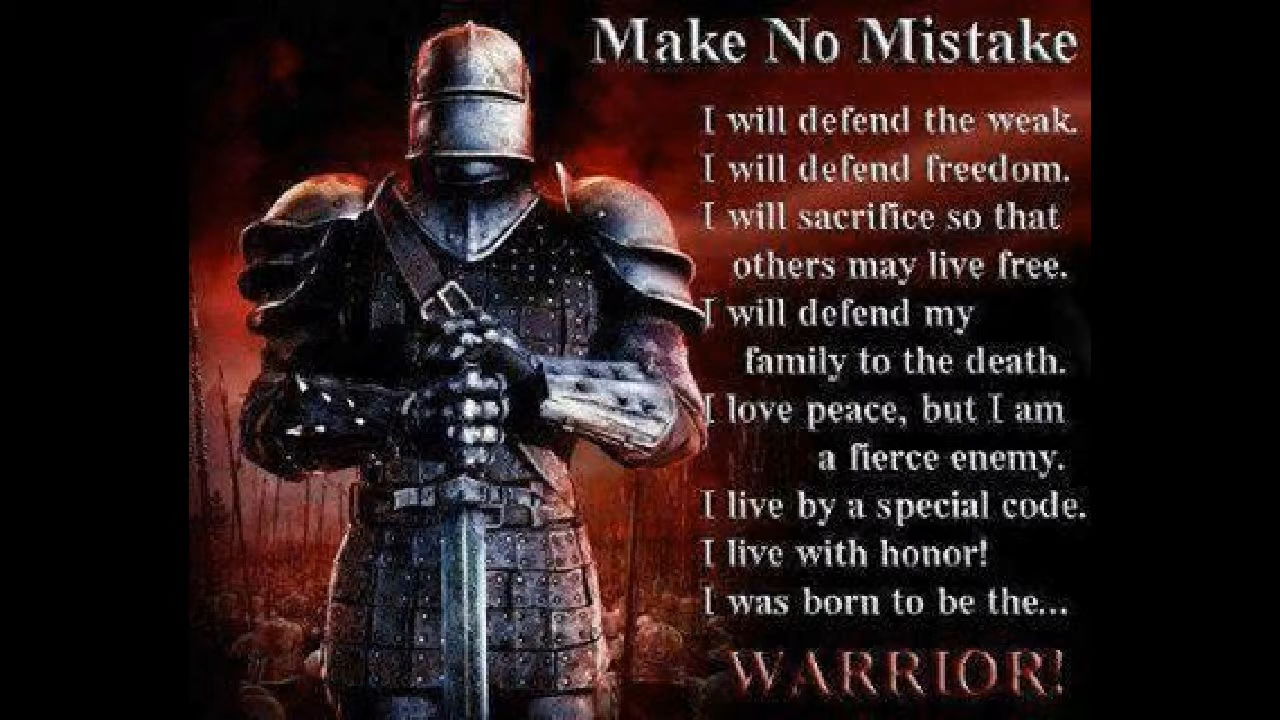 Make No Mistake
I will defend the weak.
I will defend freedom.
I will sacrifice so that
others may live free.
I will defend my
family to the death.
I love peace, but I am
a fierce enemy.
I live by a special code.
I live with honor!
I was born to be the...
WARRIOR!